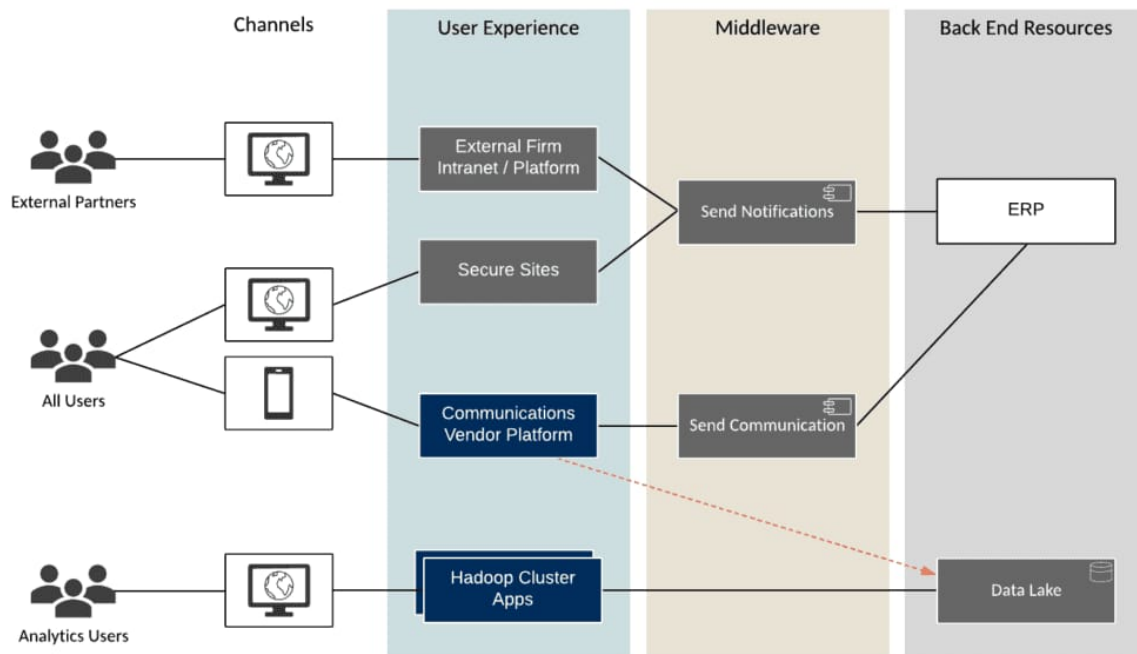 Channels
User Experience
Middleware
Back End Resources
External Partners
External Firm
Intranet / Platform
Send Notifications
ERP
Secure Sites
All Users
Communications
Vendor Platform
Send Communication
Analytics Users
Hadoop Cluster
Apps
Data Lake